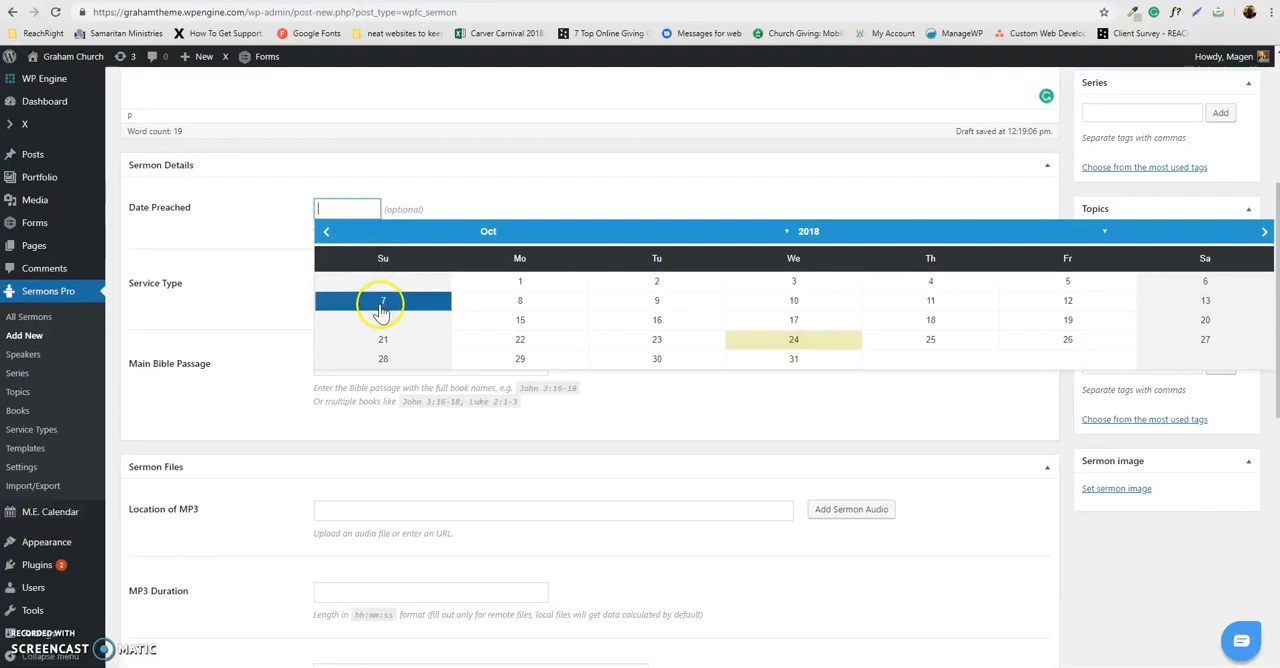 https://grahamtheme.wpengine.com/wp-admin/post-new.php?post_type=wpfc_sermon
ReachRight Samaritan Ministries How To Get Support Google Fonts neat websites to kee Carver Carnival 2018 7 Top Online Giving Messages for web Church Giving: Mobil My Account ManageWP Custom Web Develo Client Survey - REAC
Graham Church 3 0 New X Forms Howdy, Magen
WP Engine
Dashboard
X
Posts
Portfolio
Media
Forms
Pages
Comments
Sermons Pro
All Sermons
Add New
Speakers
Series
Topics
Books
Service Types
Templates
Settings
Import/Export
M.E. Calendar
Appearance
Plugins 2
Users
Tools
RECORDED WITH
SCREENCAST MATIC
Collapse menu
P
Word count: 19 Draft saved at 12:19:06 pm.
Sermon Details
Date Preached (optional)
Oct 2018
Su Mo Tu We Th Fr Sa
1 2 3 4 5 6
7 8 9 10 11 12 13
15 16 17 18 19 20
21 22 23 24 25 26 27
28 29 30 31
Service Type
Main Bible Passage
Enter the Bible passage with the full book names, e.g. John 3:16-18
Or multiple books like John 3:16-18, Luke 2:1-3
Sermon Files
Location of MP3 Add Sermon Audio
Upload an audio file or enter an URL.
MP3 Duration
Length in hh:mm:ss format (fill out only for remote files, local files will get data calculated by default)
Series
Add
Separate tags with commas
Choose from the most used tags
Topics
Separate tags with commas
Choose from the most used tags
Sermon image
Set sermon image